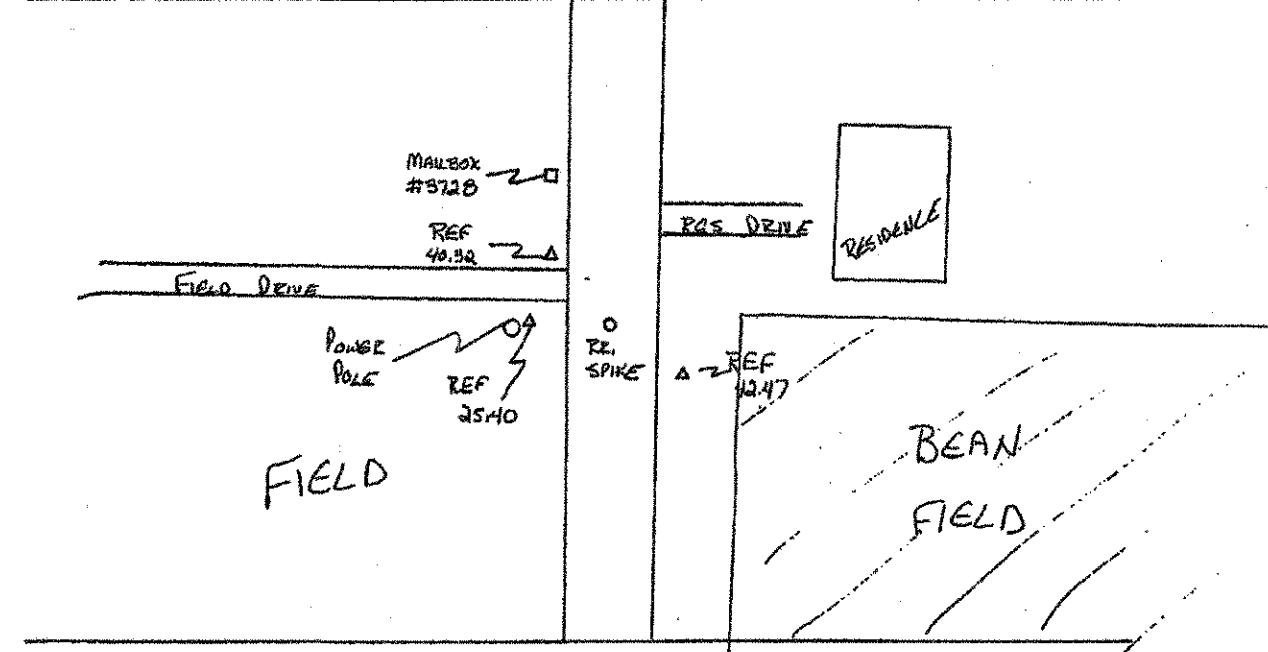 MAILBOX
#3728
REF
40.32
RES DRIVE
RESIDENCE
FIELD DRIVE
POWER
POLE
REF
25.40
RR.
SPIKE
REF
42.47
FIELD
BEAN
FIELD